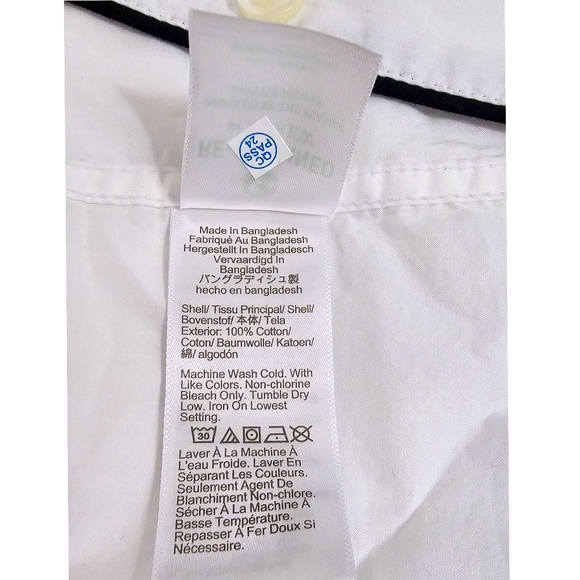 QC
PASS
24
Made In Bangladesh
Fabriqué Au Bangladesh
Hergestellt In Bangladesch
Vervaardigd In
Bangladesh
バングラディシュ製
hecho en bangladesh
Shell/ Tissu Principal/ Shell/
Bovenstof/ 本体/ Tela
Exterior: 100% Cotton/
Coton/ Baumwolle/ Katoen/
綿/ algodón
Machine Wash Cold. With
Like Colors. Non-chlorine
Bleach Only. Tumble Dry
Low. Iron On Lowest
Setting.
30
Laver À La Machine À
L'eau Froide. Laver En
Séparant Les Couleurs.
Seulement Agent De
Blanchiment Non-chlore.
Sécher À La Machine À
Basse Température.
Repasser À Fer Doux Si
Nécessaire.